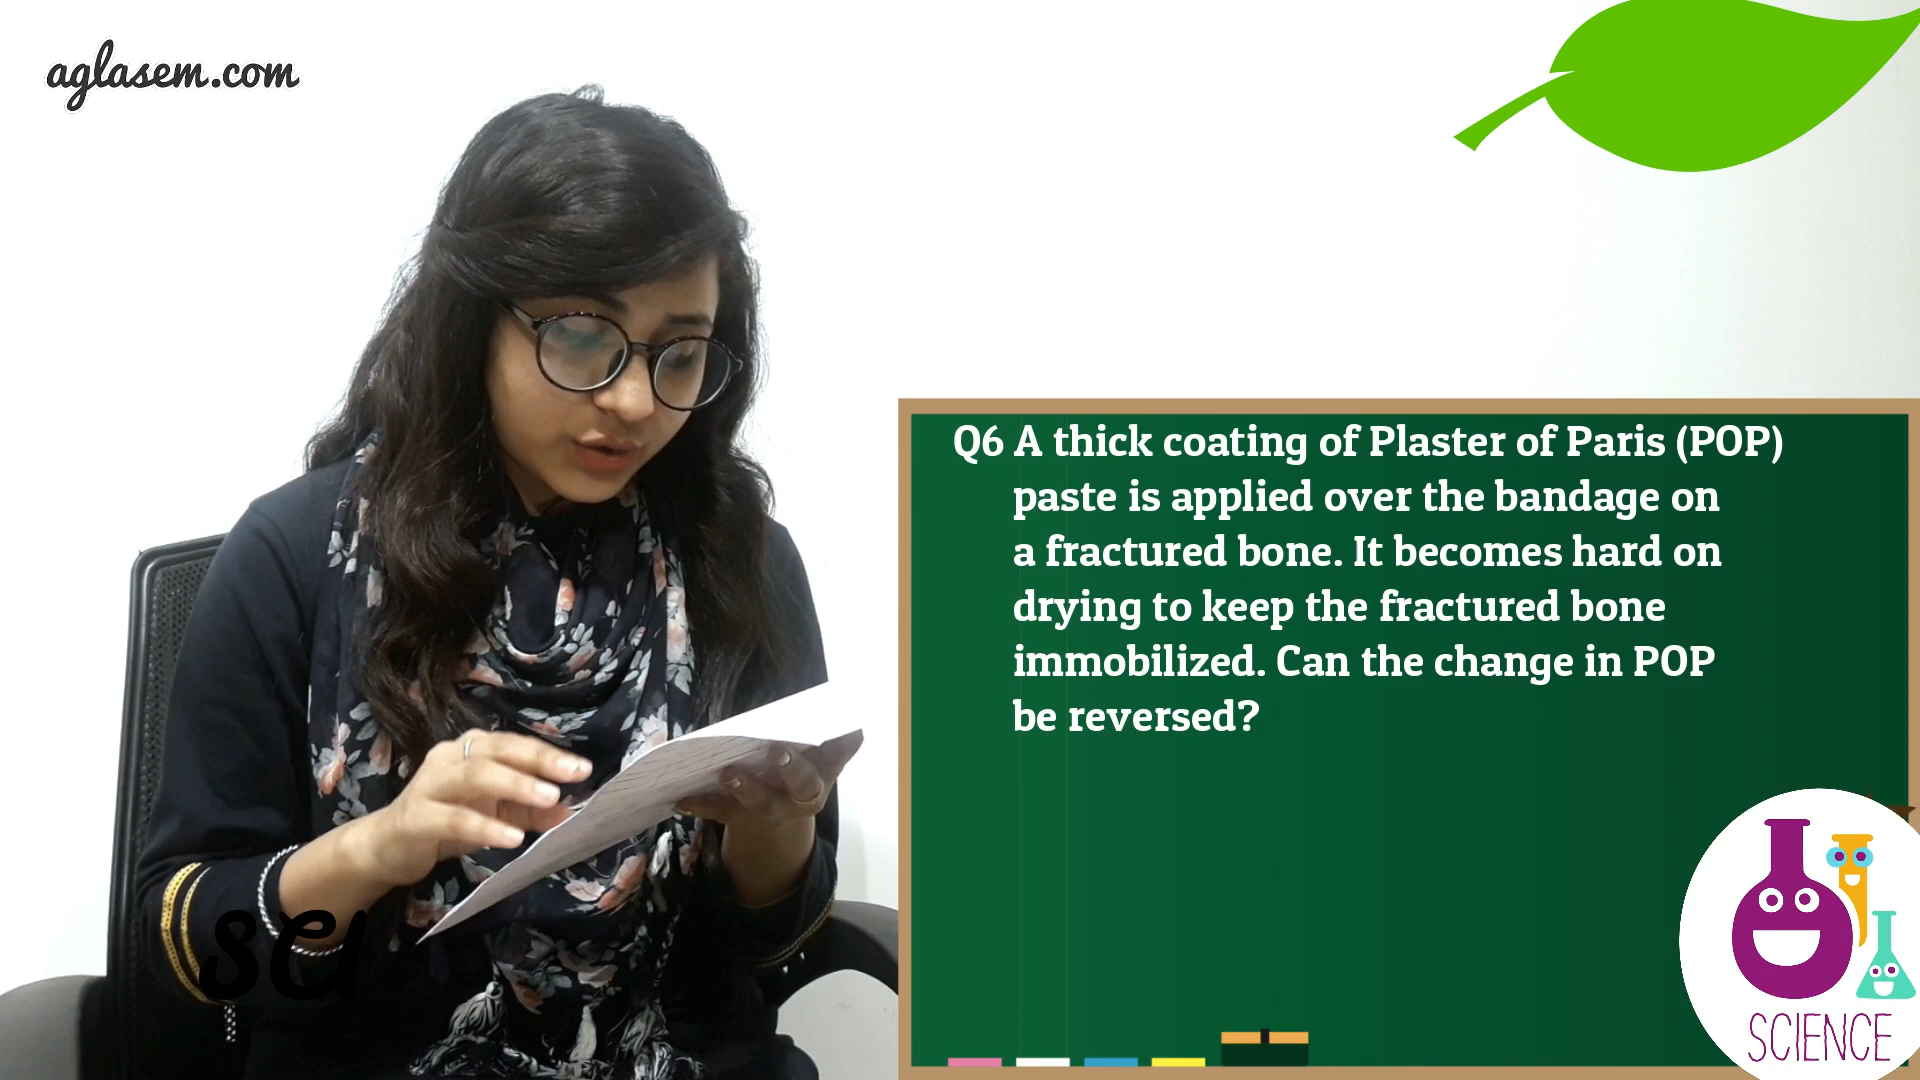 aglasem.com
Q6 A thick coating of Plaster of Paris (POP)
paste is applied over the bandage on
a fractured bone. It becomes hard on
drying to keep the fractured bone
immobilized. Can the change in POP
be reversed?
SCI
SCIENCE